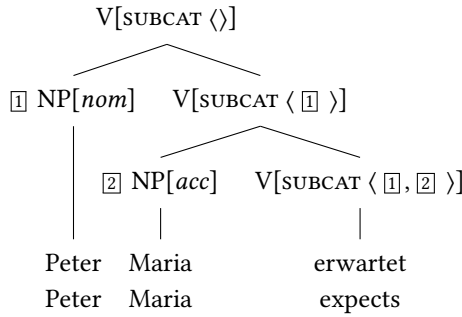 V[SUBCAT ⟨⟩]
1 NP[nom] V[SUBCAT ⟨ 1 ⟩]
2 NP[acc] V[SUBCAT ⟨ 1, 2 ⟩]
Peter Maria erwartet
Peter Maria expects